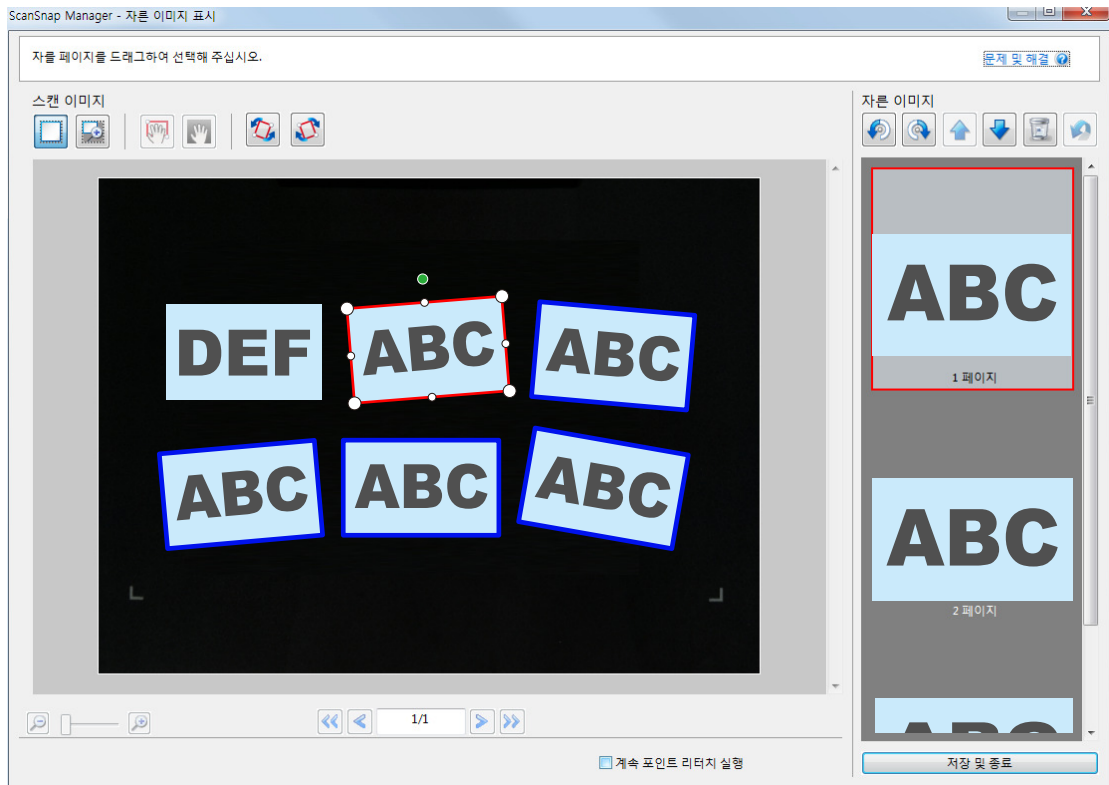 ScanSnap Manager - 자른 이미지 표시
자를 페이지를 드래그하여 선택해 주십시오.
문제 및 해결 ?
스캔 이미지
자른 이미지
DEF
ABC
ABC
ABC
ABC
ABC
ABC
1 페이지
ABC
2 페이지
ABC
1/1
계속 포인트 리터치 실행
저장 및 종료